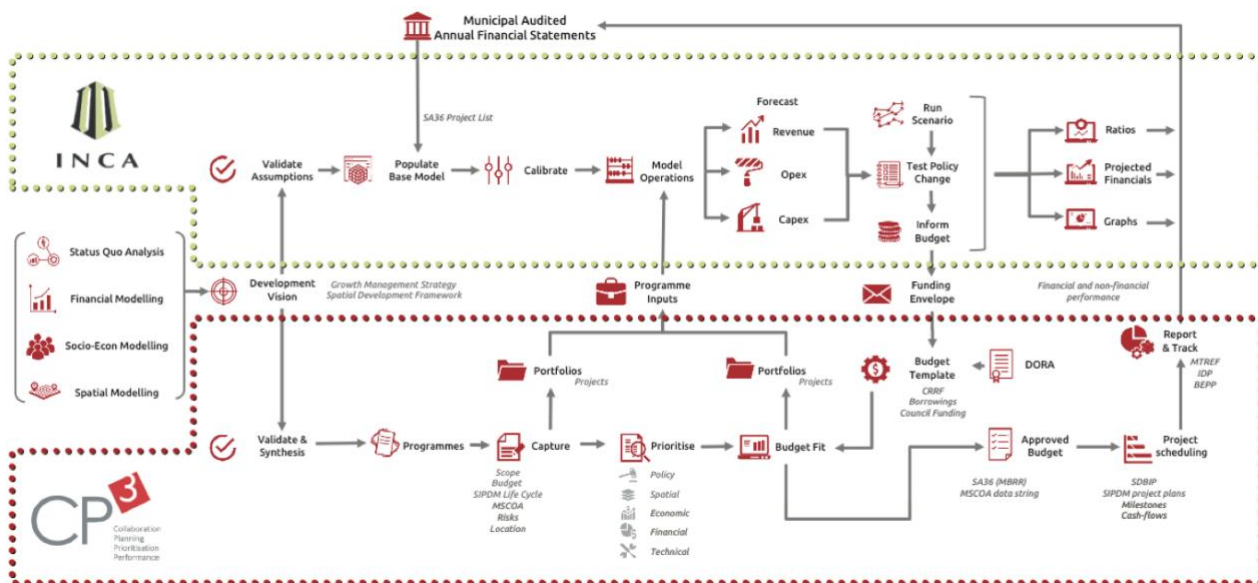 Municipal Audited
Annual Financial Statements
INCA
SA36 Project List
Validate
Assumptions
Populate
Base Model
Calibrate
Model
Operations
Forecast
Revenue
Opex
Capex
Run
Scenario
Test Policy
Change
Inform
Budget
Ratios
Projected
Financials
Graphs
Status Quo Analysis
Financial Modelling
Socio-Econ Modelling
Spatial Modelling
Development
Vision
Growth Management Strategy
Spatial Development Framework
Programme
Inputs
Funding
Envelope
Financial and non-financial
performance
Portfolios
Projects
Portfolios
Projects
Budget
Template
CRRF
Borrowings
Council Funding
DORA
Report
& Track
MTREF
IDP
BEPP
Validate &
Synthesis
Programmes
Capture
Scope
Budget
SIPDM Life Cycle
MSCOA
Risks
Location
Prioritise
Policy
Spatial
Economic
Financial
Technical
Budget Fit
Approved
Budget
SA36 (MBRR)
MSCOA data string
Project
scheduling
SDBIP
SIPDM project plans
Milestones
Cash-flows
CP3
Collaboration
Planning
Prioritisation
Performance